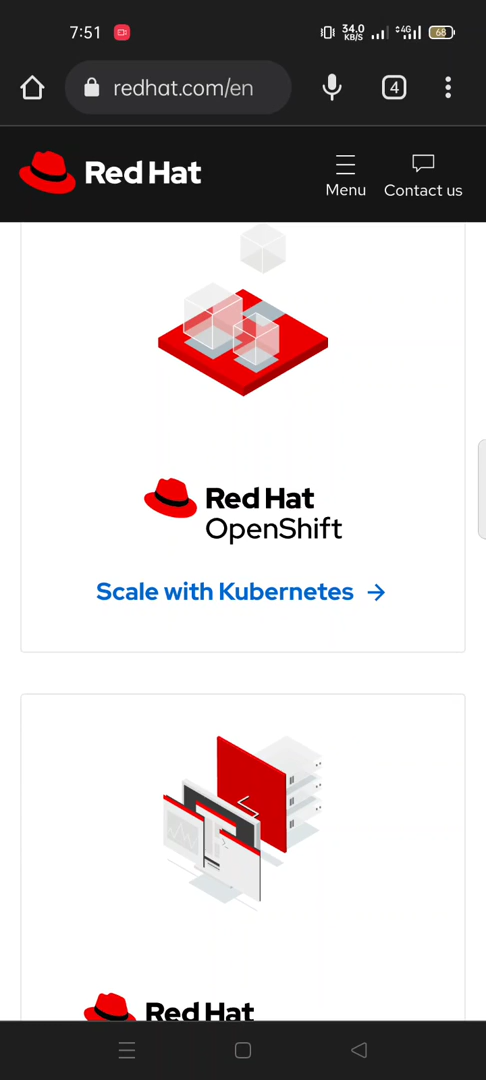 7:51
34.0
KB/S
4G
68
redhat.com/en
4
Red Hat
Menu
Contact us
Red Hat
OpenShift
Scale with Kubernetes
Red Hat